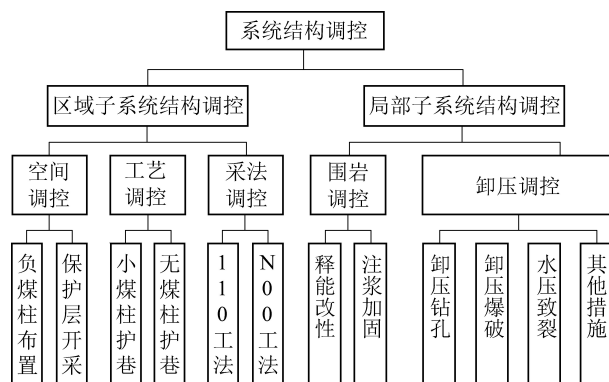 系统结构调控
区域子系统结构调控
局部子系统结构调控
空间
调控
工艺
调控
采法
调控
围岩
调控
卸压调控
负煤柱布置
保护层开采
小煤柱护巷
无煤柱护巷
110工法
N00工法
释能改性
注浆加固
卸压钻孔
卸压爆破
水压致裂
其他措施